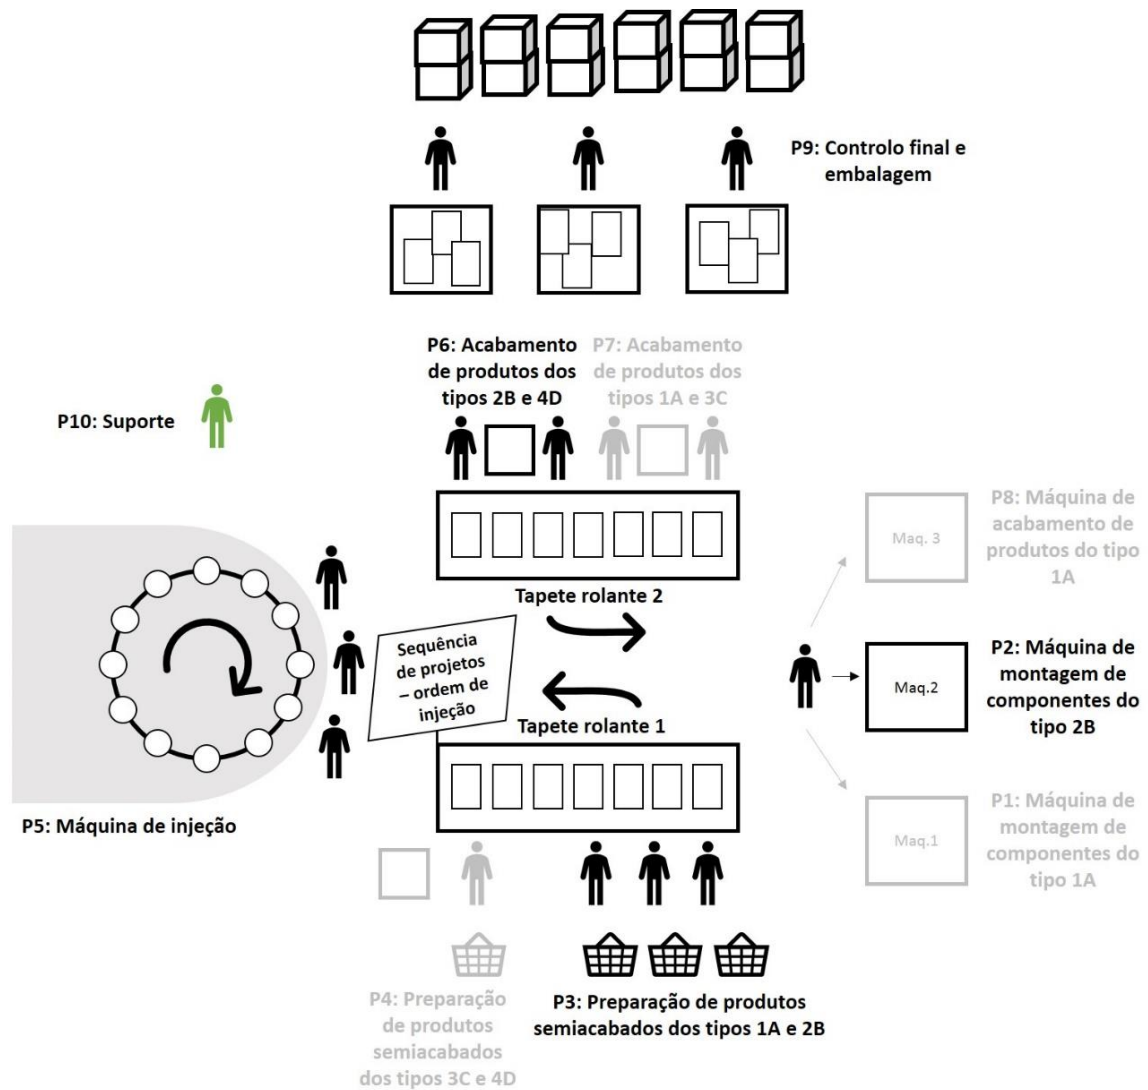 P9: Controlo final e
embalagem
P6: Acabamento
de produtos dos
tipos 2B e 4D
P7: Acabamento
de produtos dos
tipos 1A e 3C
P10: Suporte
P8: Máquina de
acabamento de
produtos do tipo
1A
Maq. 3
Tapete rolante 2
Sequência
de projetos
– ordem de
injeção
P2: Máquina de
montagem de
componentes do
tipo 2B
Maq.2
Tapete rolante 1
P5: Máquina de injeção
P1: Máquina de
montagem de
componentes do
tipo 1A
Maq.1
P4: Preparação
de produtos
semiacabados
dos tipos 3C e 4D
P3: Preparação de produtos
semiacabados dos tipos 1A e 2B